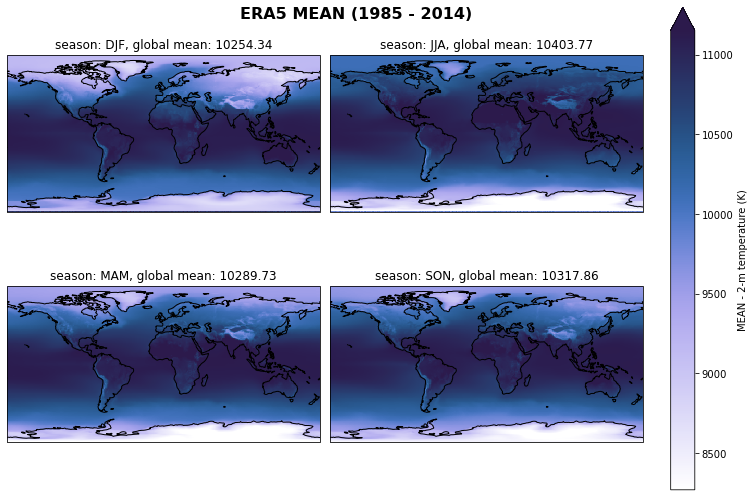 ERA5 MEAN (1985 - 2014)
season: DJF, global mean: 10254.34
season: JJA, global mean: 10403.77
season: MAM, global mean: 10289.73
season: SON, global mean: 10317.86
11000
10500
10000
9500
9000
8500
MEAN - 2-m temperature (K)